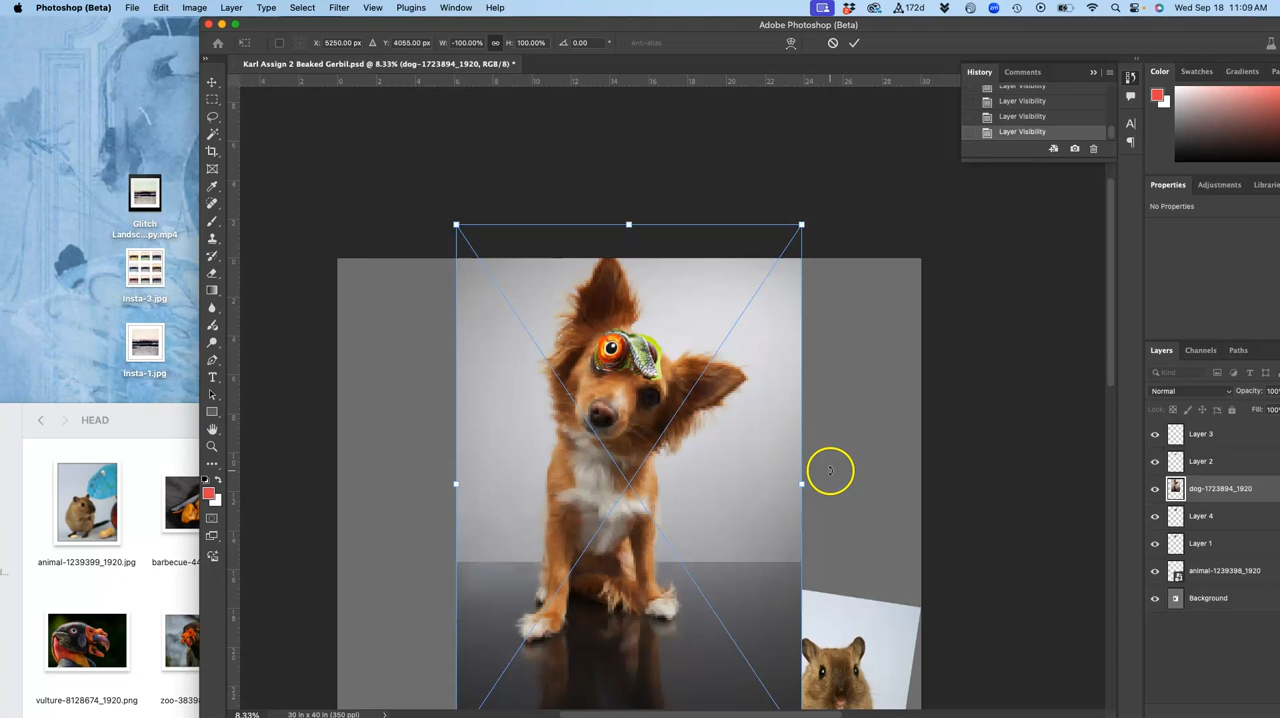 Photoshop (Beta) File Edit Image Layer Type Select Filter View Plugins Window Help 172d Wed Sep 18 11:09 AM
Adobe Photoshop (Beta)
X: 5250.00 px Y: 4055.00 px W: -100.00% H: 100.00% 0.00 ° Anti-alias
Karl Assign 2 Beaked Gerbil.psd @ 8.33% (dog-1723894_1920, RGB/8) *
History Comments
Color Swatches Gradients
Layer Visibility
Layer Visibility
Layer Visibility
Layer Visibility
Properties Adjustments Librarie
No Properties
Glitch
Landsc...py.mp4
Insta-3.jpg
Insta-1.jpg
HEAD
animal-1239399_1920.jpg
barbecue-44
vulture-8128674_1920.png
zoo-3839
Layers Channels Paths
Kind
Normal Opacity: 100%
Lock: Fill: 100%
Layer 3
Layer 2
dog-1723894_1920
Layer 4
Layer 1
animal-1239398_1920
Background
8.33% 30 in x 40 in (350 ppi)